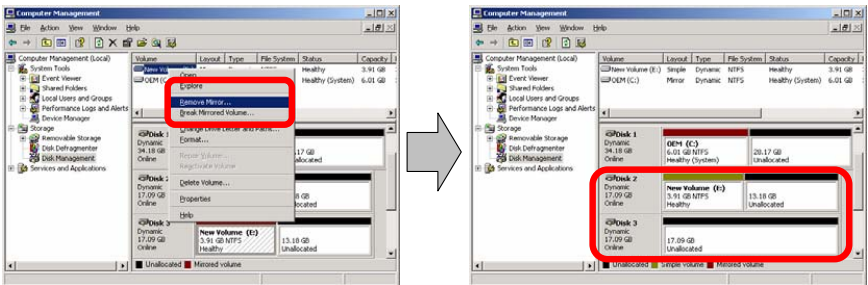 Computer Management
File Action View Window Help
Computer Management (Local)
System Tools
Event Viewer
Shared Folders
Local Users and Groups
Performance Logs and Alerts
Device Manager
Storage
Removable Storage
Disk Defragmenter
Disk Management
Services and Applications
Volume Layout Type File System Status Capacity
Healthy 3.91 GB
OEM (C:) Healthy (System) 6.01 GB
Open
Explore
Remove Mirror...
Break Mirrored Volume...
Change Drive Letter and Paths...
Format...
Repair Volume...
Reactivate Volume
Delete Volume...
Properties
Help
Disk 1
Dynamic
34.18 GB
Online
Disk 2
Dynamic
17.09 GB
Online
Disk 3
Dynamic
17.09 GB
Online
New Volume (E:)
3.91 GB NTFS
Healthy
13.18 GB
Unallocated
Unallocated Mirrored volume
Computer Management
File Action View Window Help
Computer Management (Local)
System Tools
Event Viewer
Shared Folders
Local Users and Groups
Performance Logs and Alerts
Device Manager
Storage
Removable Storage
Disk Defragmenter
Disk Management
Services and Applications
Volume Layout Type File System Status Capacity
New Volume (E:) Simple Dynamic NTFS Healthy 3.91 GB
OEM (C:) Mirror Dynamic NTFS Healthy (System) 6.01 GB
Disk 1
Dynamic
34.18 GB
Online
OEM (C:)
6.01 GB NTFS
Healthy (System)
28.17 GB
Unallocated
Disk 2
Dynamic
17.09 GB
Online
New Volume (E:)
3.91 GB NTFS
Healthy
13.18 GB
Unallocated
Disk 3
Dynamic
17.09 GB
Online
17.09 GB
Unallocated
Unallocated Simple volume Mirrored volume